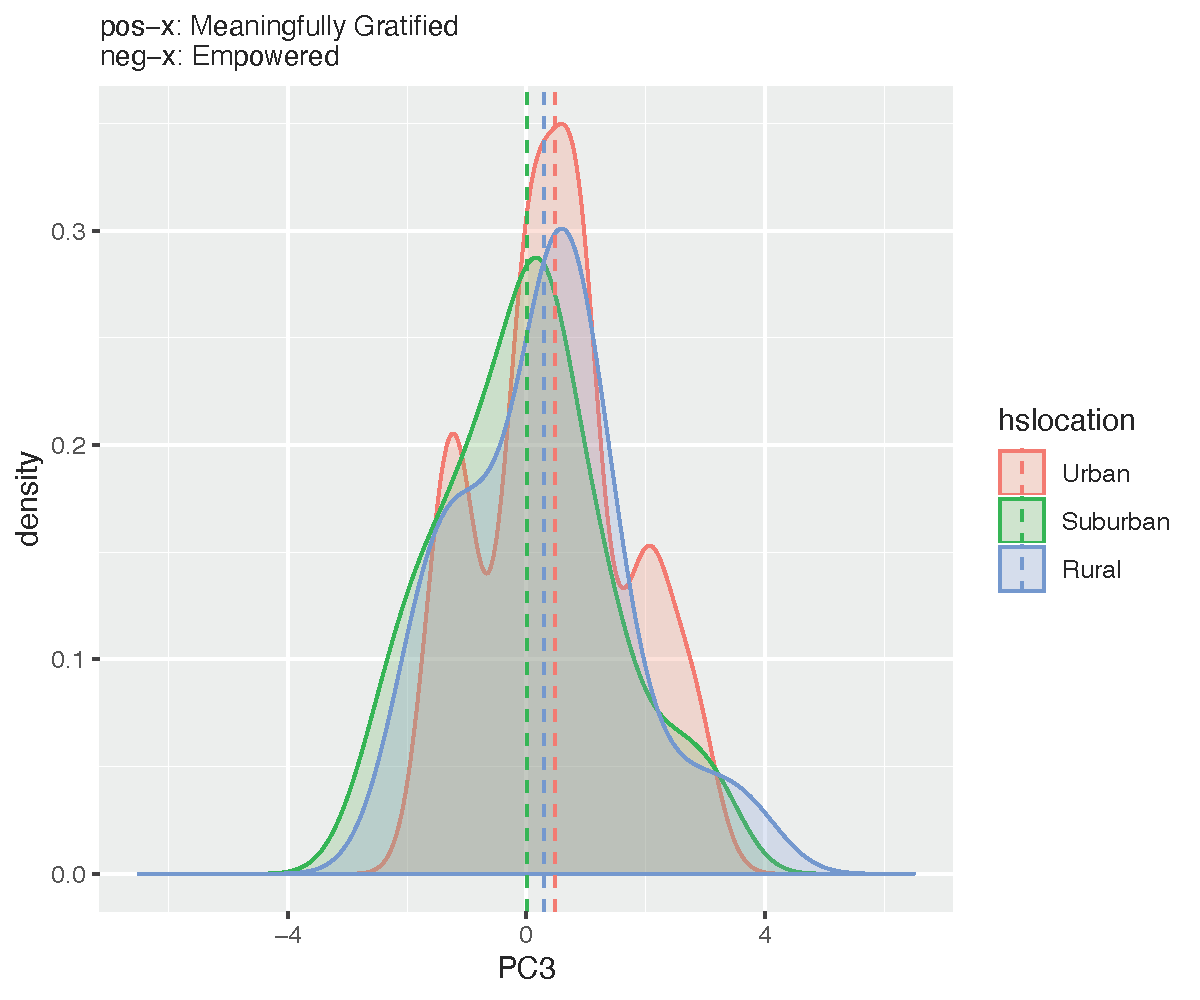 pos−x: Meaningfully Gratified
neg−x: Empowered
0.3
0.2
0.1
0.0
density
−4
0
4
PC3
hslocation
Urban
Suburban
Rural